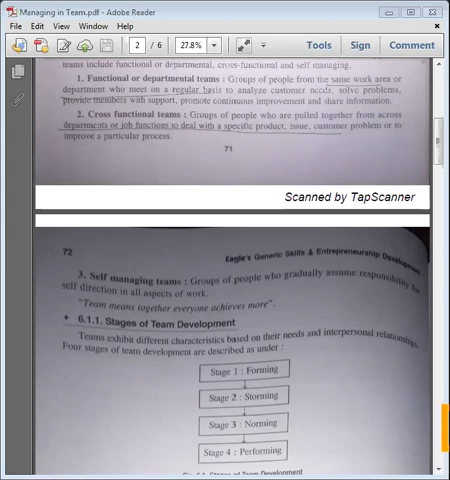 Managing in Team.pdf - Adobe Reader
File Edit View Window Help
2 / 6 27.8% Tools Sign Comment
teams include functional or departmental, cross-functional and self managing.
1. Functional or departmental teams : Groups of people from the same work area or
department who meet on a regular basis to analyze customer needs, solve problems,
provide members with support, promote continuous improvement and share information.
2. Cross functional teams : Groups of people who are pulled together from across
departments or job functions to deal with a specific product, issue, customer problem or to
improve a particular process.
71
Scanned by TapScanner
72
Eagle's Generic Skills & Entrepreneurship Development
3. Self managing teams : Groups of people who gradually assume responsibility for
self direction in all aspects of work.
"Team means together everyone achieves more".
+ 6.1.1. Stages of Team Development
Teams exhibit different characteristics based on their needs and interpersonal relationships.
Four stages of team development are described as under :
Stage 1 : Forming
Stage 2 : Storming
Stage 3 : Norming
Stage 4 : Performing
Stages of Team Development